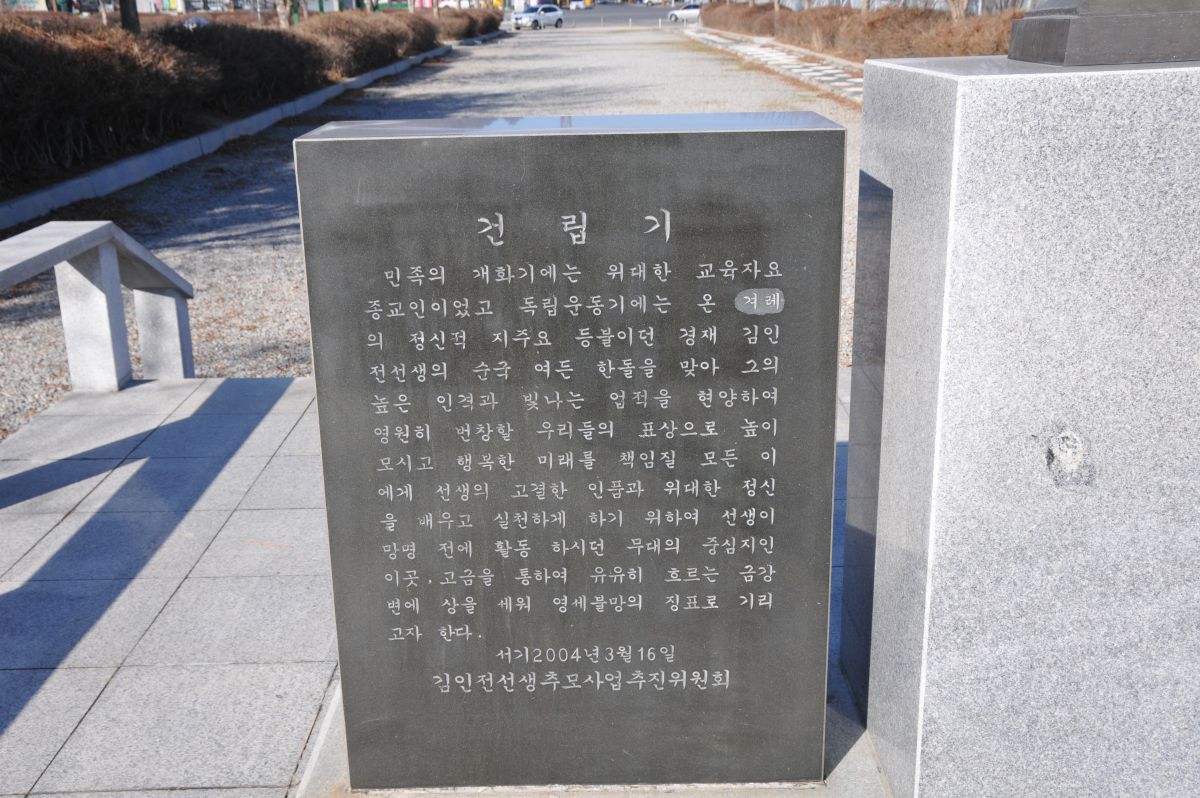 건 립 기
민족의 개화기에는 위대한 교육자요
종교인이었고 독립운동기에는 온 겨레
의 정신적 지주요 등불이던 경재 김인
전선생의 순국 여든 한돌을 맞아 그의
높은 인격과 빛나는 업적을 현양하여
영원히 번창할 우리들의 표상으로 높이
모시고 행복한 미래를 책임질 모든 이
에게 선생의 고결한 인품과 위대한 정신
을 배우고 실천하게 하기 위하여 선생이
망명 전에 활동 하시던 무대의 중심지인
이곳, 고금을 통하여 유유히 흐르는 금강
변에 상을 세워 영세불망의 징표로 기리
고자 한다.
서기2004년3월16일
김인전선생추모사업추진위원회